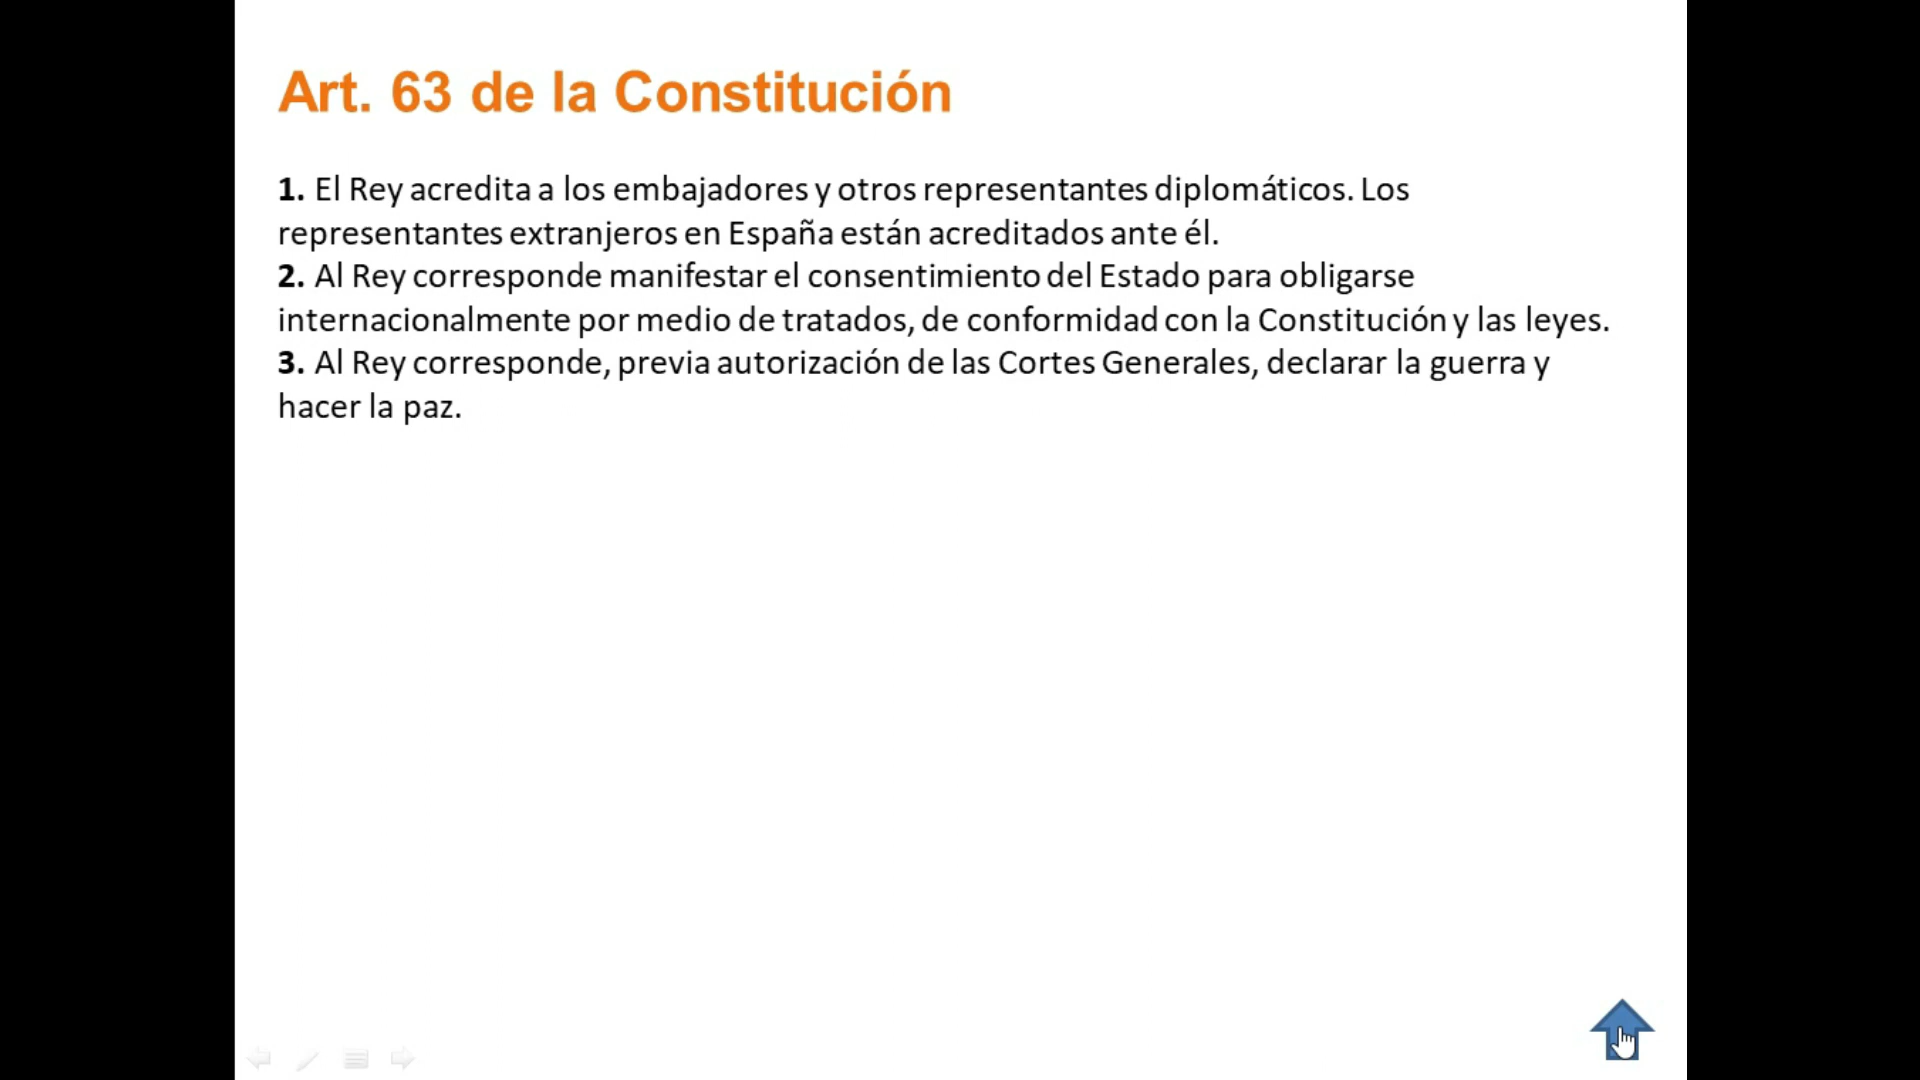 Art. 63 de la Constitución
1. El Rey acredita a los embajadores y otros representantes diplomáticos. Los
representantes extranjeros en España están acreditados ante él.
2. Al Rey corresponde manifestar el consentimiento del Estado para obligarse
internacionalmente por medio de tratados, de conformidad con la Constitución y las leyes.
3. Al Rey corresponde, previa autorización de las Cortes Generales, declarar la guerra y
hacer la paz.